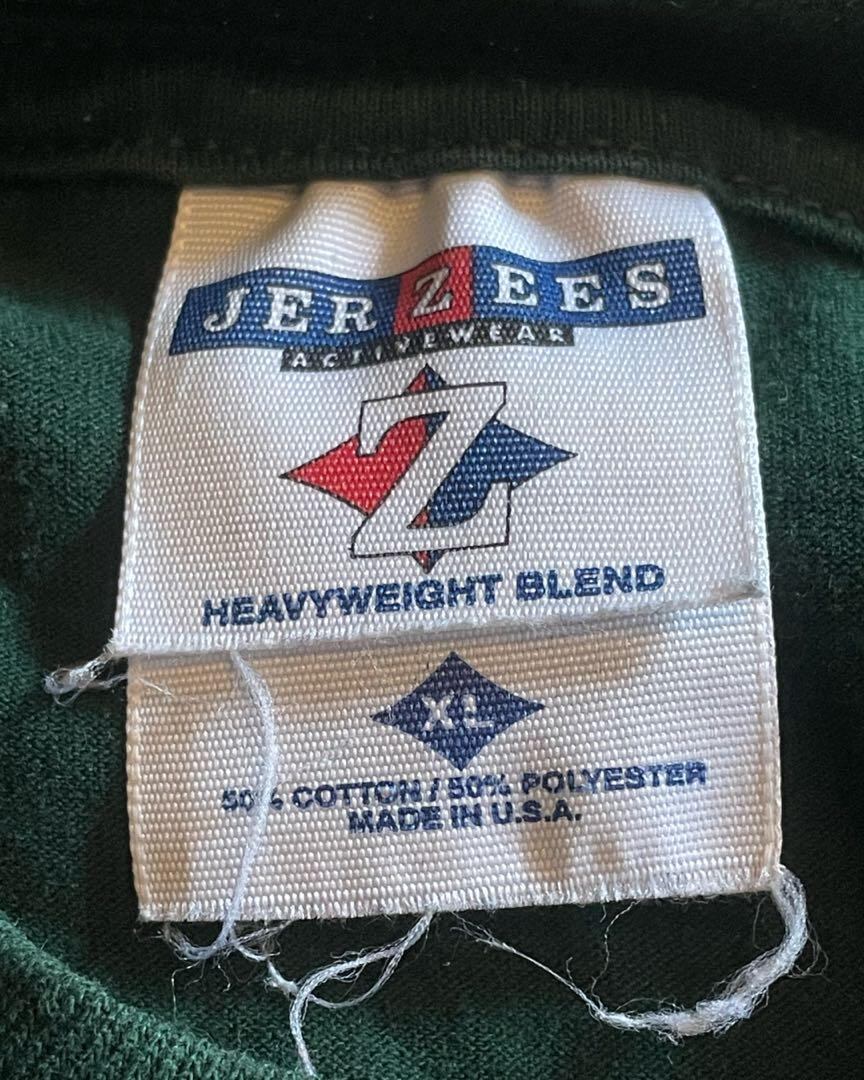 JERZEES
ACTIVEWEAR
Z
HEAVYWEIGHT BLEND
XL
50% COTTON / 50% POLYESTER
MADE IN U.S.A.